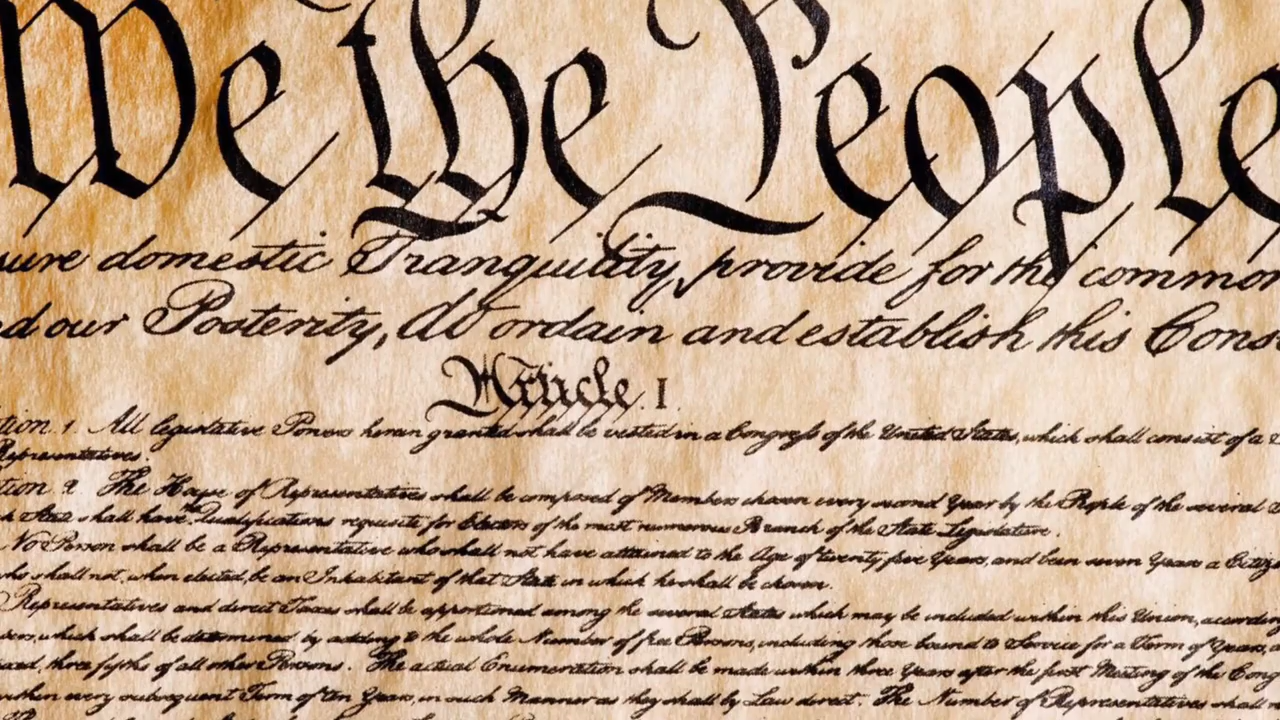 We the People
sure domestic Tranquility, provide for the common
d our Posterity, do ordain and establish this Cons
Article. I.
tion. 1. All legislative Powers herein granted shall be vested in a Congress of the United States, which shall consist of a
Representatives.
tion. 2. The House of Representatives shall be composed of Members chosen every second Year by the People of the several
State shall have the Qualifications requisite for Electors of the most numerous Branch of the State Legislature.
No Person shall be a Representative who shall not have attained to the Age of twenty five Years, and been seven Years a Citize
who shall not, when elected, be an Inhabitant of that State in which he shall be chosen.
Representatives and direct Taxes shall be apportioned among the several States which may be included within this Union, according
bers, which shall be determined by adding to the whole Number of free Persons, including those bound to Service for a Term of Years, a
xed, three fifths of all other Persons. The actual Enumeration shall be made within three Years after the first Meeting of the Cong
within every subsequent Term of ten Years, in such Manner as they shall by Law direct. The Number of Representatives shall n